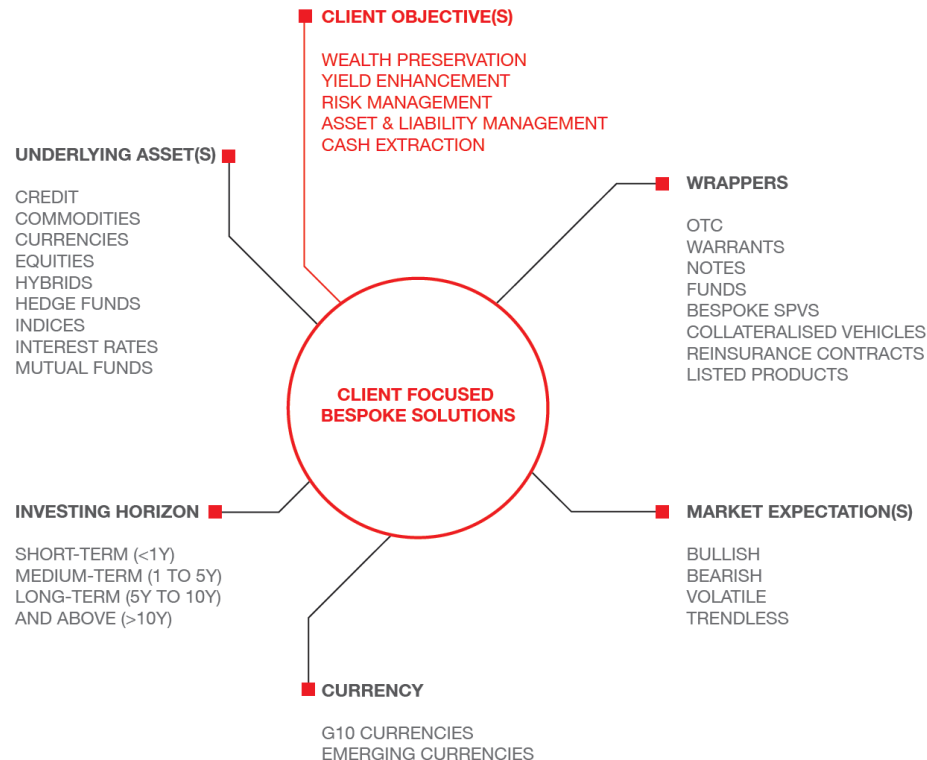 CLIENT OBJECTIVE(S)
WEALTH PRESERVATION
YIELD ENHANCEMENT
RISK MANAGEMENT
ASSET & LIABILITY MANAGEMENT
CASH EXTRACTION
UNDERLYING ASSET(S)
CREDIT
COMMODITIES
CURRENCIES
EQUITIES
HYBRIDS
HEDGE FUNDS
INDICES
INTEREST RATES
MUTUAL FUNDS
WRAPPERS
OTC
WARRANTS
NOTES
FUNDS
BESPOKE SPVS
COLLATERALISED VEHICLES
REINSURANCE CONTRACTS
LISTED PRODUCTS
CLIENT FOCUSED
BESPOKE SOLUTIONS
INVESTING HORIZON
SHORT-TERM (<1Y)
MEDIUM-TERM (1 TO 5Y)
LONG-TERM (5Y TO 10Y)
AND ABOVE (>10Y)
MARKET EXPECTATION(S)
BULLISH
BEARISH
VOLATILE
TRENDLESS
CURRENCY
G10 CURRENCIES
EMERGING CURRENCIES